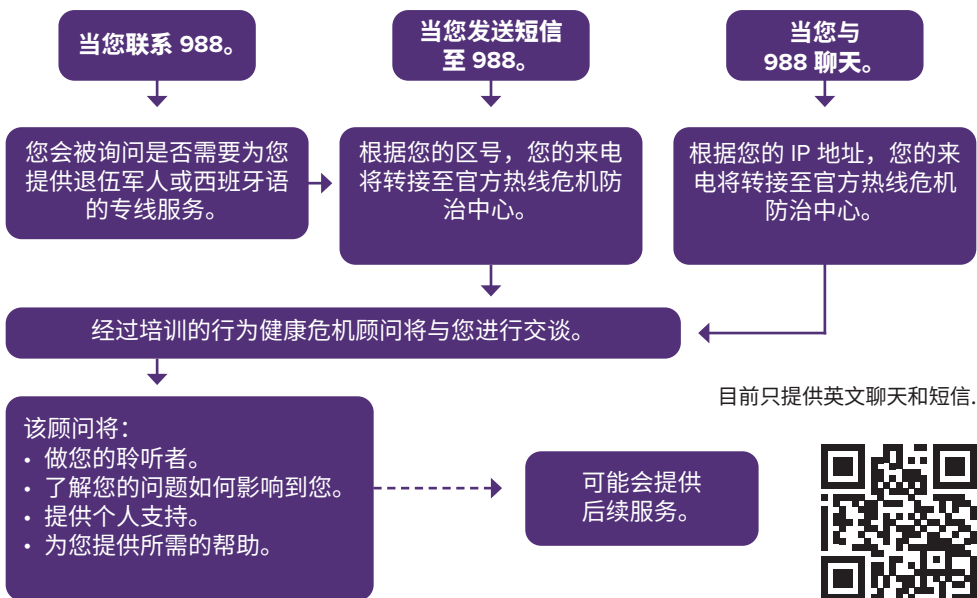 当您联系 988。
当您发送短信
至 988。
当您与
988 聊天。
您会被询问是否需要为您
提供退伍军人或西班牙语
的专线服务。
根据您的区号，您的来电
将转接至官方热线危机防
治中心。
根据您的 IP 地址，您的来
电将转接至官方热线危机
防治中心。
经过培训的行为健康危机顾问将与您进行交谈。
目前只提供英文聊天和短信.
该顾问将：
• 做您的聆听者。
• 了解您的问题如何影响到您。
• 提供个人支持。
• 为您提供所需的帮助。
可能会提供
后续服务。